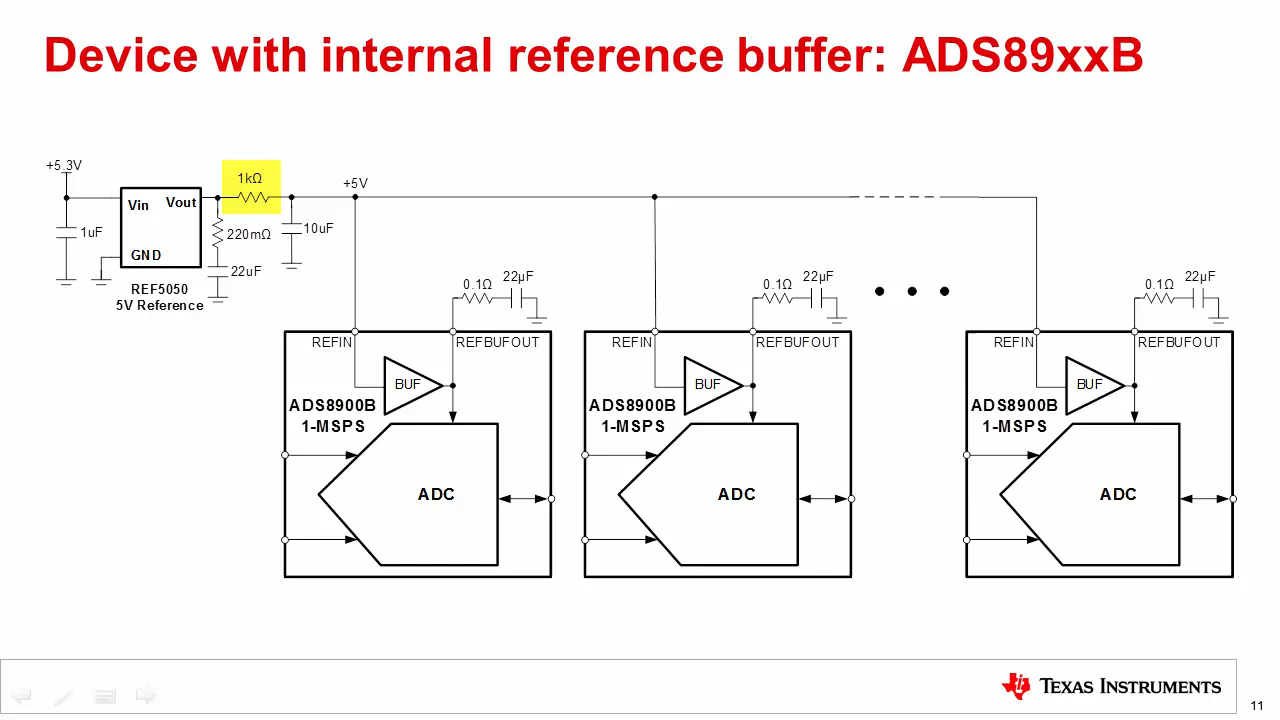 Device with internal reference buffer: ADS89xxB
+5.3V
1kΩ
+5V
Vin
Vout
1uF
220mΩ
10uF
GND
22uF
REF5050
5V Reference
0.1Ω
22µF
0.1Ω
22µF
0.1Ω
22µF
REFIN
REFBUFOUT
REFIN
REFBUFOUT
REFIN
REFBUFOUT
BUF
BUF
BUF
ADS8900B
1-MSPS
ADS8900B
1-MSPS
ADS8900B
1-MSPS
ADC
ADC
ADC
TEXAS INSTRUMENTS
11